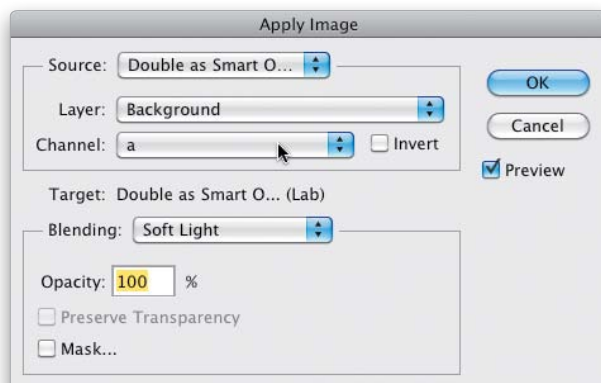 Apply Image
Source: Double as Smart O...
OK
Layer: Background
Cancel
Channel: a
Invert
Preview
Target: Double as Smart O... (Lab)
Blending: Soft Light
Opacity: 100 %
Preserve Transparency
Mask...